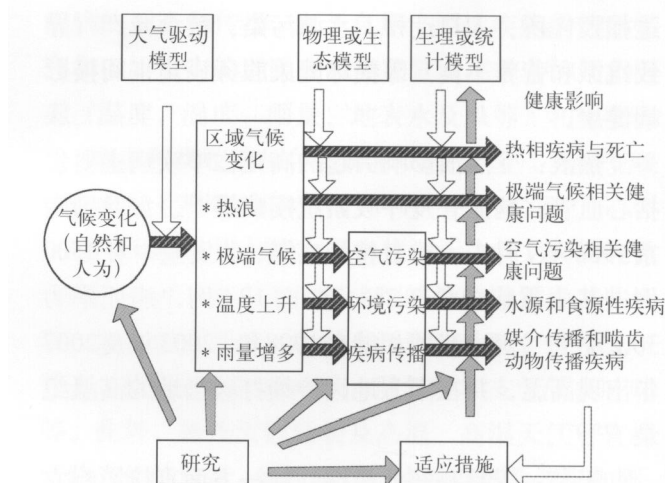 大气驱动
模型
物理或生
态模型
生理或统
计模型
健康影响
区域气候
变化
* 热浪
* 极端气候
* 温度上升
* 雨量增多
气候变化
(自然和
人为)
空气污染
环境污染
疾病传播
热相疾病与死亡
极端气候相关健
康问题
空气污染相关健
康问题
水源和食源性疾病
媒介传播和啮齿
动物传播疾病
研究
适应措施